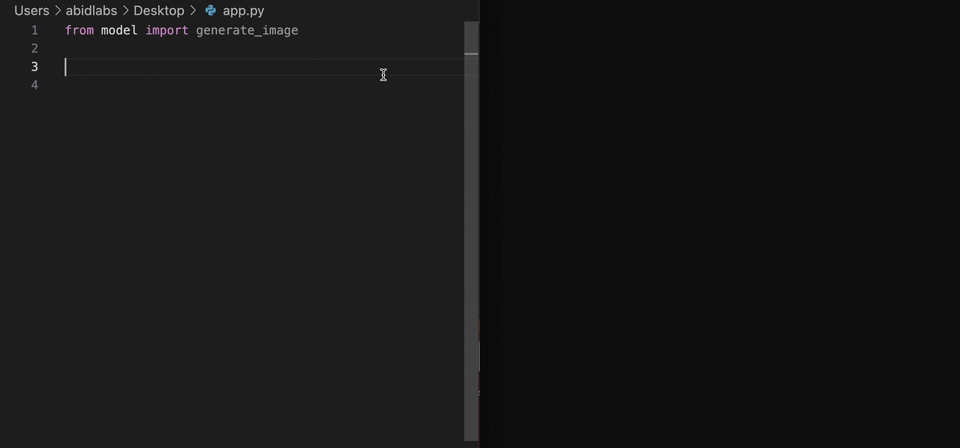 Users > abidlabs > Desktop > app.py
1 from model import generate_image
2
3
4